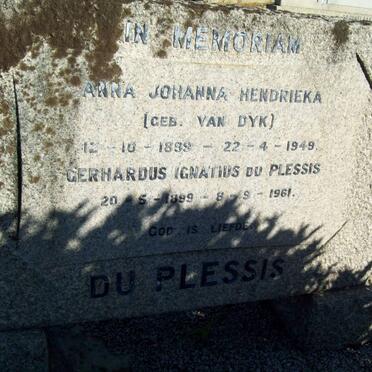 IN MEMORIAM
ANNA JOHANNA HENDRIEKA
(GEB. VAN DYK)
12-10-1899 - 22-4-1949.
GERHARDUS IGNATIUS DU PLESSIS
20-5-1899 - 8-9-1961.
GOD IS LIEFDE
DU PLESSIS